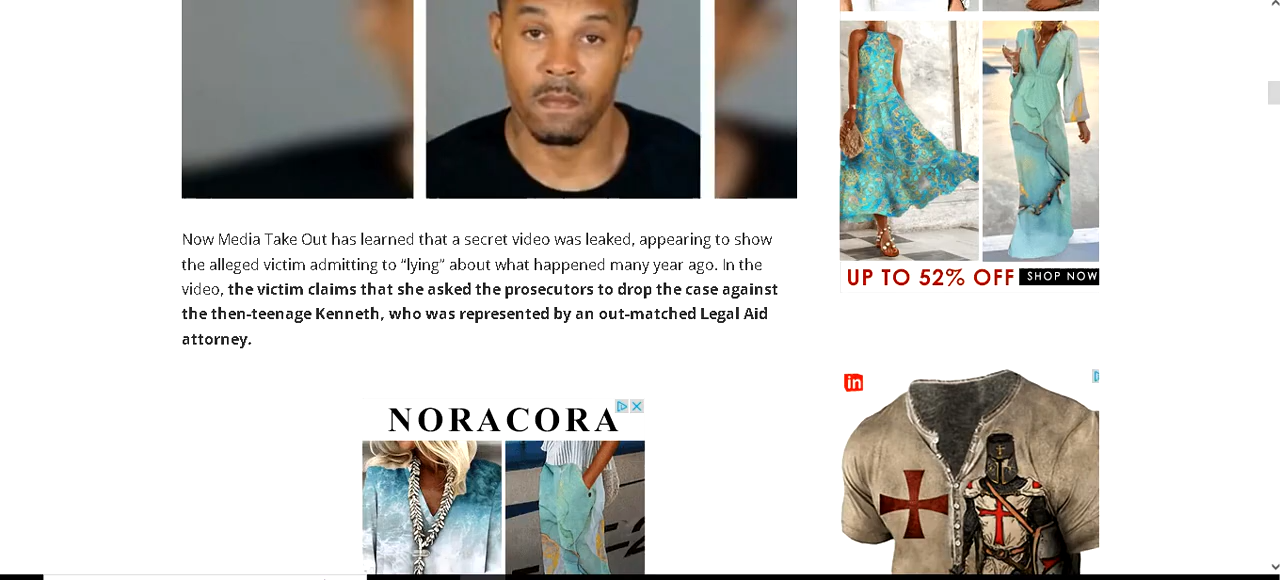 Now Media Take Out has learned that a secret video was leaked, appearing to show
the alleged victim admitting to “lying” about what happened many year ago. In the
video, the victim claims that she asked the prosecutors to drop the case against
the then-teenage Kenneth, who was represented by an out-matched Legal Aid
attorney.
NORACORA
UP TO 52% OFF SHOP NOW
in